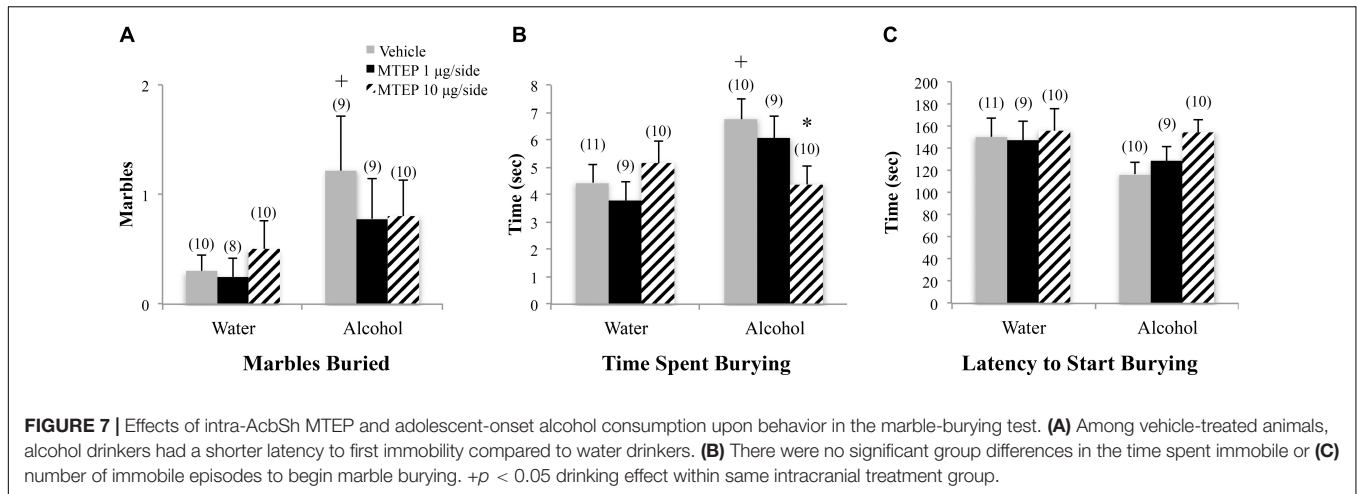 A
B
C
Vehicle
MTEP 1 µg/side
MTEP 10 µg/side
2
1
0
Marbles
(10)
(8)
(10)
+
(9)
(9)
(10)
Water
Alcohol
Marbles Buried
8
7
6
5
4
3
2
1
0
Time (sec)
(11)
(9)
(10)
+
(10)
(9)
*
(10)
Water
Alcohol
Time Spent Burying
200
180
160
140
120
100
80
60
40
20
0
Time (sec)
(11)
(9)
(10)
(10)
(9)
(10)
Water
Alcohol
Latency to Start Burying
FIGURE 7 | Effects of intra-AcbSh MTEP and adolescent-onset alcohol consumption upon behavior in the marble-burying test. (A) Among vehicle-treated animals,
alcohol drinkers had a shorter latency to first immobility compared to water drinkers. (B) There were no significant group differences in the time spent immobile or (C)
number of immobile episodes to begin marble burying. +p < 0.05 drinking effect within same intracranial treatment group.